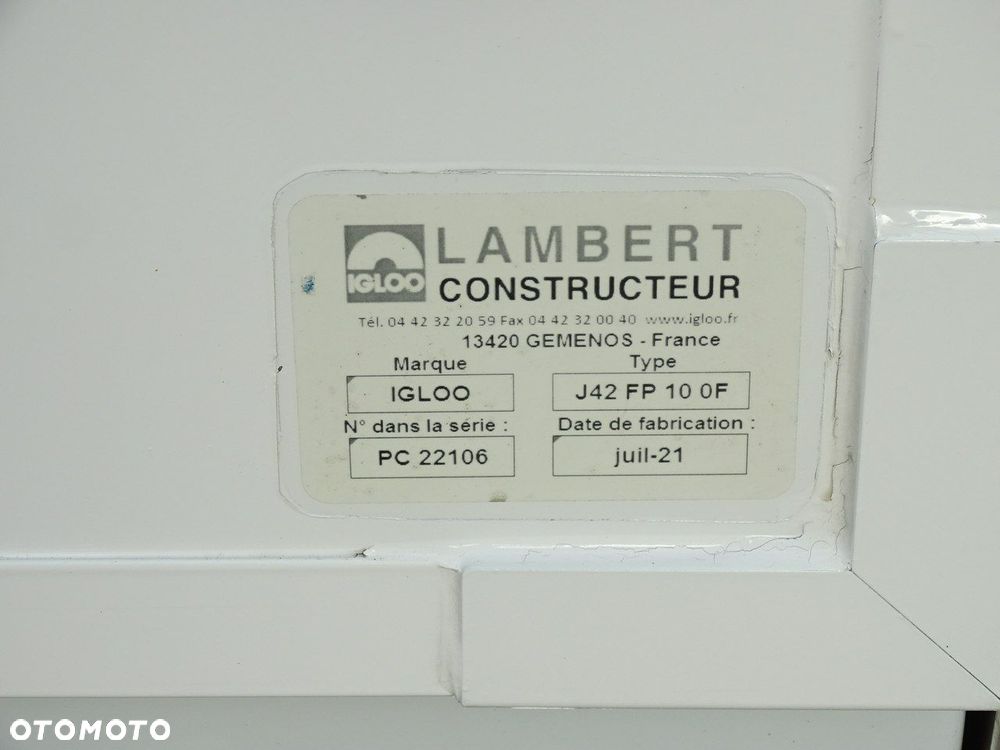 IGLOO
LAMBERT
CONSTRUCTEUR
Tél. 04 42 32 20 59 Fax 04 42 32 00 40 www.igloo.fr
13420 GEMENOS - France
Marque Type
IGLOO J42 FP 10 0F
N° dans la série : Date de fabrication :
PC 22106 juil-21
OTOMOTO